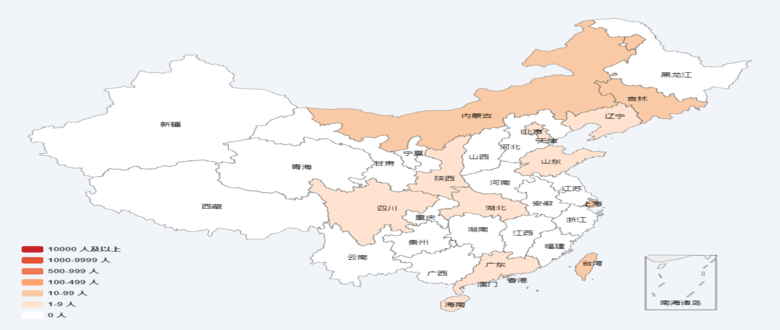 黑龙江
吉林
内蒙古
辽宁
北京
天津
新疆
宁夏
河北
山西
山东
青海
甘肃
陕西
河南
江苏
西藏
四川
湖北
安徽
上海
重庆
浙江
湖南
江西
贵州
福建
云南
广西
广东
台湾
澳门
香港
海南
南海诸岛
10000 人及以上
1000-9999 人
500-999 人
100-499 人
10-99 人
1-9 人
0 人